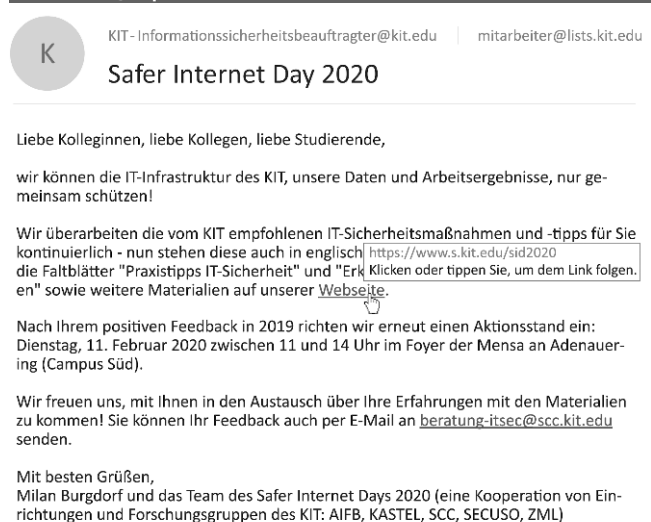 K
KIT - Informationssicherheitsbeauftragter@kit.edu mitarbeiter@lists.kit.edu
Safer Internet Day 2020
Liebe Kolleginnen, liebe Kollegen, liebe Studierende,
wir können die IT-Infrastruktur des KIT, unsere Daten und Arbeitsergebnisse, nur ge-
meinsam schützen!
Wir überarbeiten die vom KIT empfohlenen IT-Sicherheitsmaßnahmen und -tipps für Sie
kontinuierlich - nun stehen diese auch in englisch
https://www.s.kit.edu/sid2020
die Faltblätter "Praxistipps IT-Sicherheit" und "Erk
Klicken oder tippen Sie, um dem Link folgen.
en" sowie weitere Materialien auf unserer Webseite.
Nach Ihrem positiven Feedback in 2019 richten wir erneut einen Aktionsstand ein:
Dienstag, 11. Februar 2020 zwischen 11 und 14 Uhr im Foyer der Mensa an Adenauer-
ing (Campus Süd).
Wir freuen uns, mit Ihnen in den Austausch über Ihre Erfahrungen mit den Materialien
zu kommen! Sie können Ihr Feedback auch per E-Mail an beratung-itsec@scc.kit.edu
senden.
Mit besten Grüßen,
Milan Burgdorf und das Team des Safer Internet Days 2020 (eine Kooperation von Ein-
richtungen und Forschungsgruppen des KIT: AIFB, KASTEL, SCC, SECUSO, ZML)